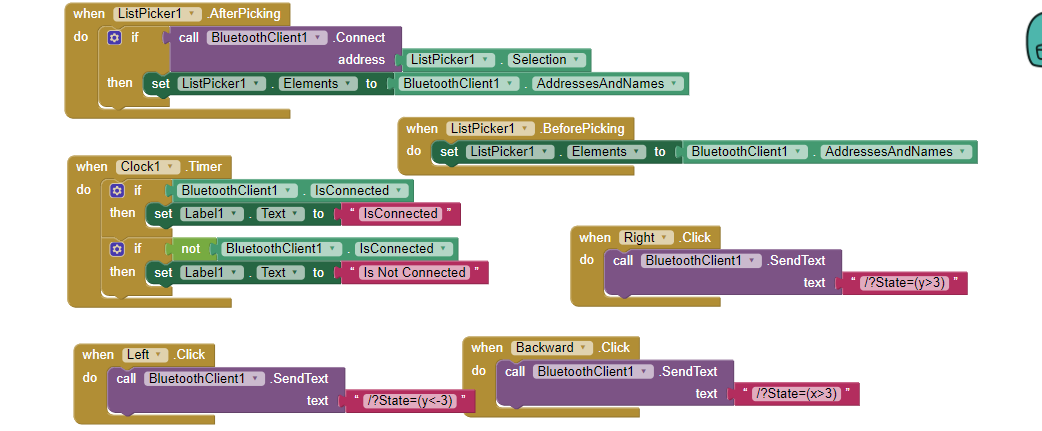 when ListPicker1 .AfterPicking
do if call BluetoothClient1 .Connect
address ListPicker1 . Selection
then set ListPicker1 . Elements to BluetoothClient1 . AddressesAndNames
when ListPicker1 .BeforePicking
do set ListPicker1 . Elements to BluetoothClient1 . AddressesAndNames
when Clock1 .Timer
do if BluetoothClient1 . IsConnected
then set Label1 . Text to " IsConnected "
if not BluetoothClient1 . IsConnected
then set Label1 . Text to " Is Not Connected "
when Right .Click
do call BluetoothClient1 .SendText
text " /?State=(y>3) "
when Left .Click
do call BluetoothClient1 .SendText
text " /?State=(y<-3) "
when Backward .Click
do call BluetoothClient1 .SendText
text " /?State=(x>3) "